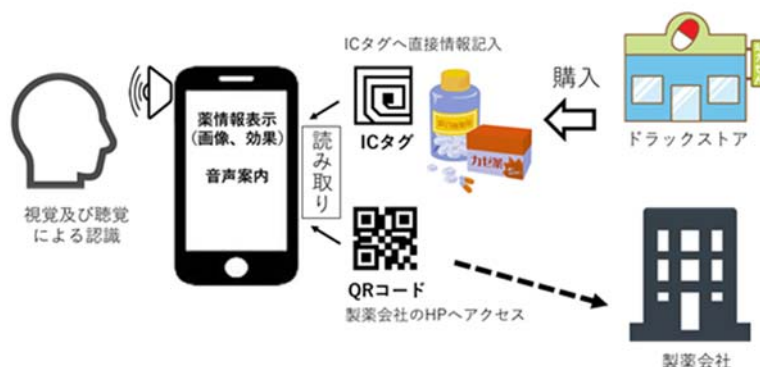 ICタグへ直接情報記入
購入
ドラックストア
薬情報表示
(画像、効果)
音声案内
読み取り
ICタグ
カゼ薬
視覚及び聴覚
による認識
QRコード
製薬会社のHPへアクセス
製薬会社